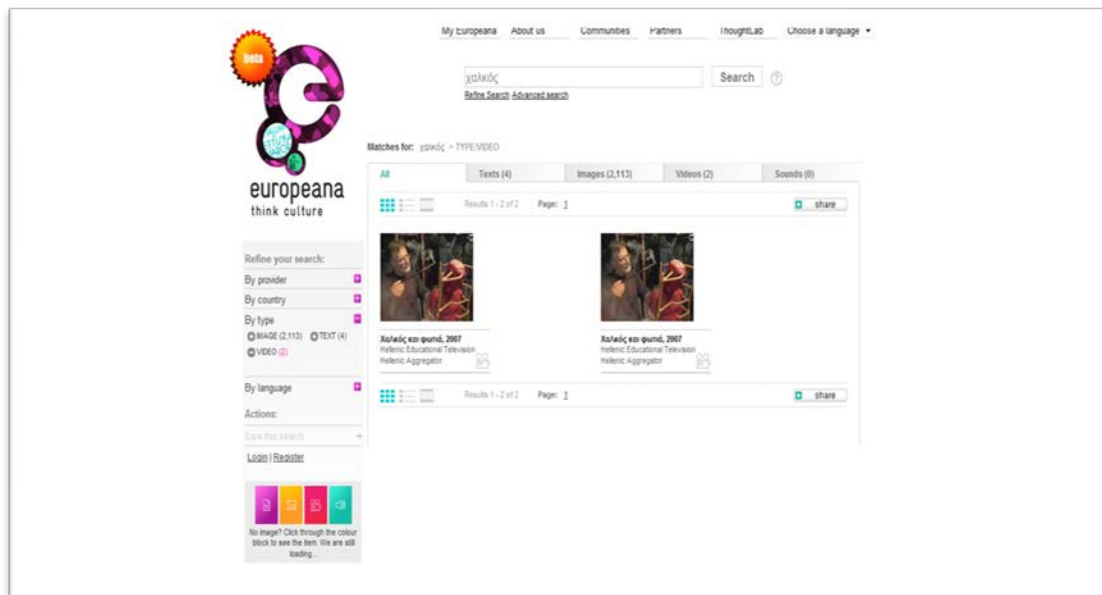 My Europeana About us Communities Partners ThoughtLab Choose a language
beta
χαλκός Search ?
Refine Search Advanced search
europeana
think culture
Matches for: χαλκός > TYPE:VIDEO
All Texts (4) Images (2,113) Videos (2) Sounds (0)
Results 1 - 2 of 2 Page: 1 share
Refine your search:
By provider
By country
By type
IMAGE (2,113) TEXT (4)
VIDEO (2)
By language
Actions:
Save this search
Login | Register
No image? Click through the colour
block to see the item. We are still
loading...
Χαλκός και φωτιά, 2007
Hellenic Educational Television
Hellenic Aggregator
Χαλκός και φωτιά, 2007
Hellenic Educational Television
Hellenic Aggregator
Results 1 - 2 of 2 Page: 1 share